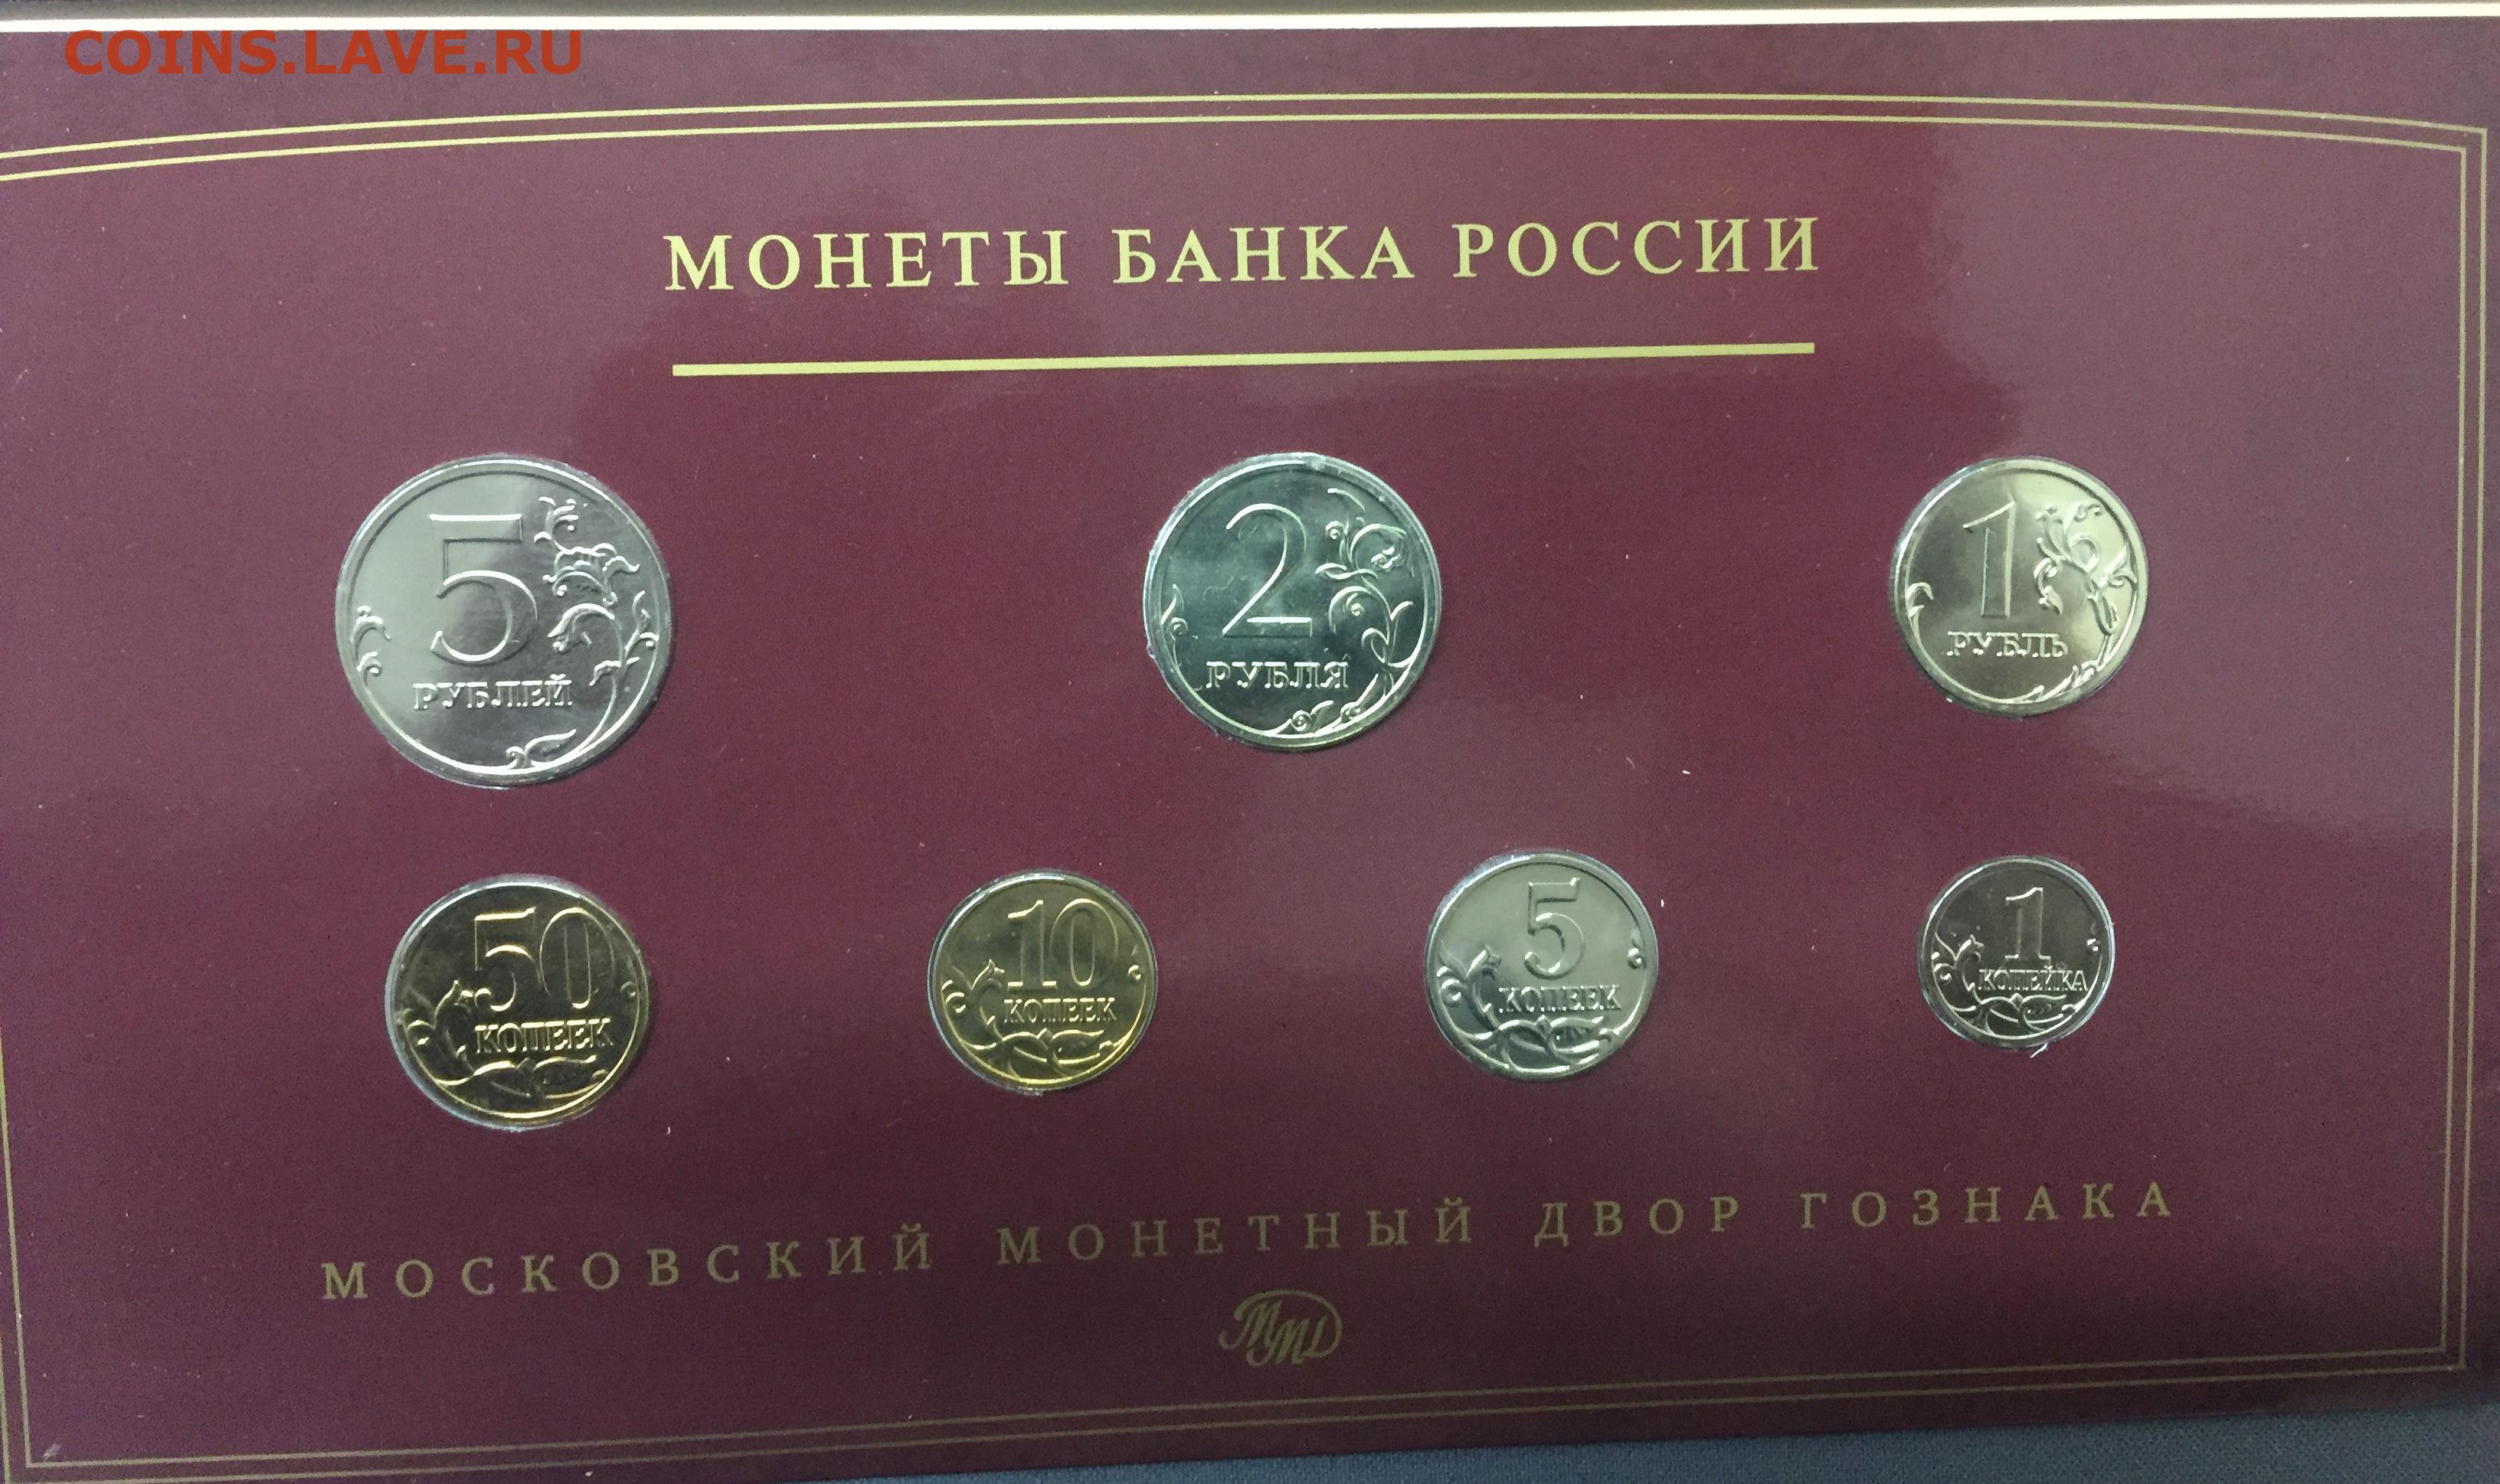 COINS.LAVE.RU
МОНЕТЫ БАНКА РОССИИ
5
РУБЛЕЙ
2
РУБЛЯ
1
РУБЛЬ
50
КОПЕЕК
10
КОПЕЕК
5
КОПЕЕК
1
КОПЕЙКА
МОСКОВСКИЙ МОНЕТНЫЙ ДВОР ГОЗНАКА
ММД